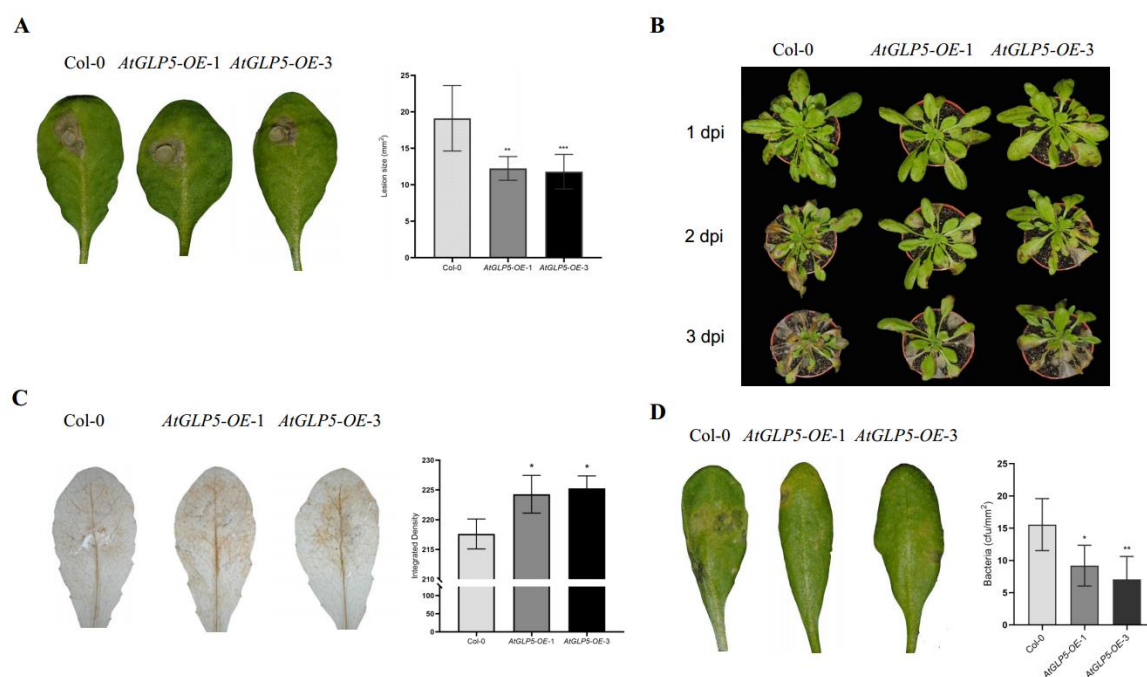 A
Col-0 AtGLP5-OE-1 AtGLP5-OE-3
Lesion size (mm²)
25
20
15
10
5
0
** ***
Col-0 AtGLP5-OE-1 AtGLP5-OE-3
B
Col-0 AtGLP5-OE-1 AtGLP5-OE-3
1 dpi
2 dpi
3 dpi
C
Col-0 AtGLP5-OE-1 AtGLP5-OE-3
Integrated Density
230
225
220
215
210
100
50
0
* *
Col-0 AtGLP5-OE-1 AtGLP5-OE-3
D
Col-0 AtGLP5-OE-1 AtGLP5-OE-3
Bacteria (cfu/mm²)
25
20
15
10
5
0
* **
Col-0
AtGLP5-OE-1
AtGLP5-OE-3